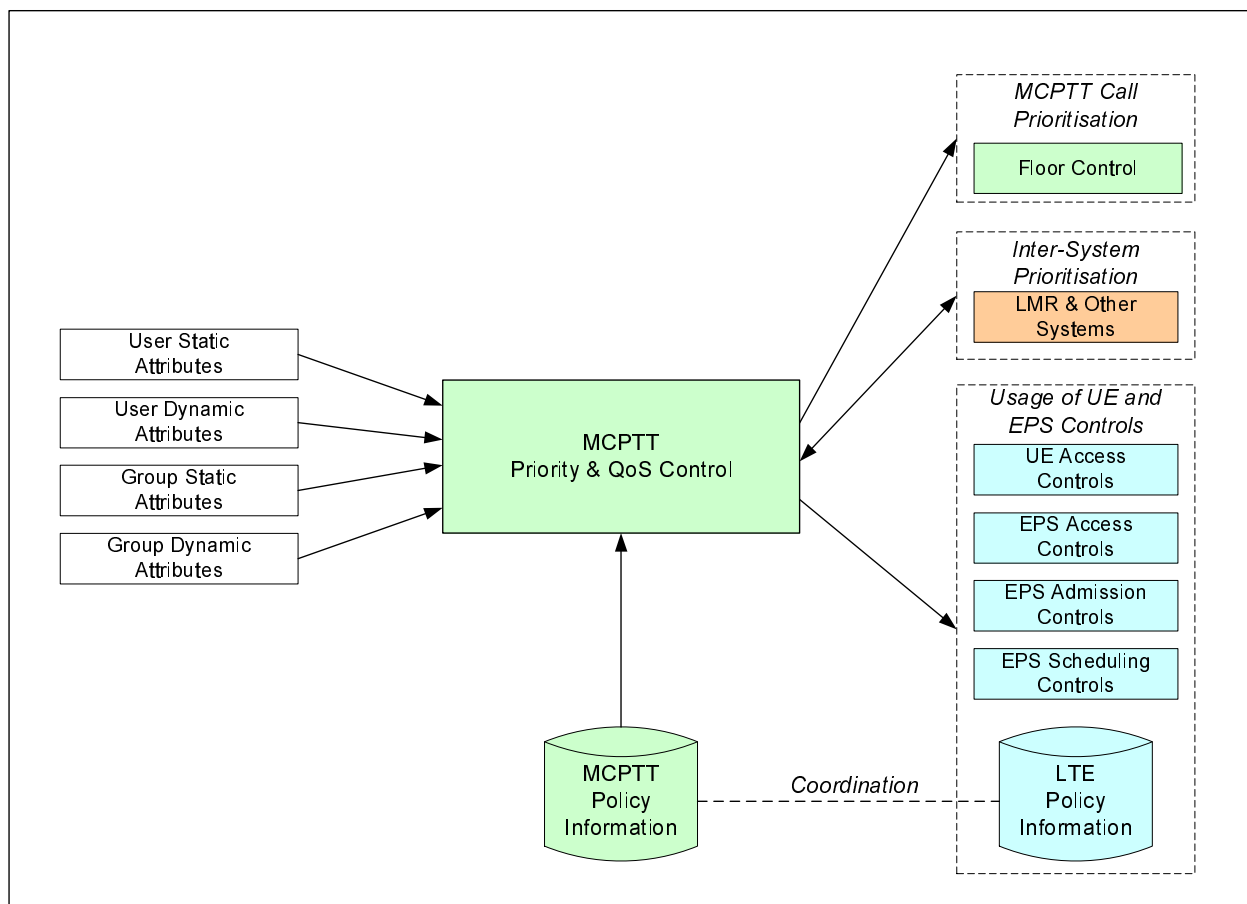 MCPTT Call
Prioritisation
Floor Control
Inter-System
Prioritisation
LMR & Other
Systems
User Static
Attributes
User Dynamic
Attributes
Group Static
Attributes
Group Dynamic
Attributes
MCPTT
Priority & QoS Control
Usage of UE and
EPS Controls
UE Access
Controls
EPS Access
Controls
EPS Admission
Controls
EPS Scheduling
Controls
MCPTT
Policy
Information
Coordination
LTE
Policy
Information